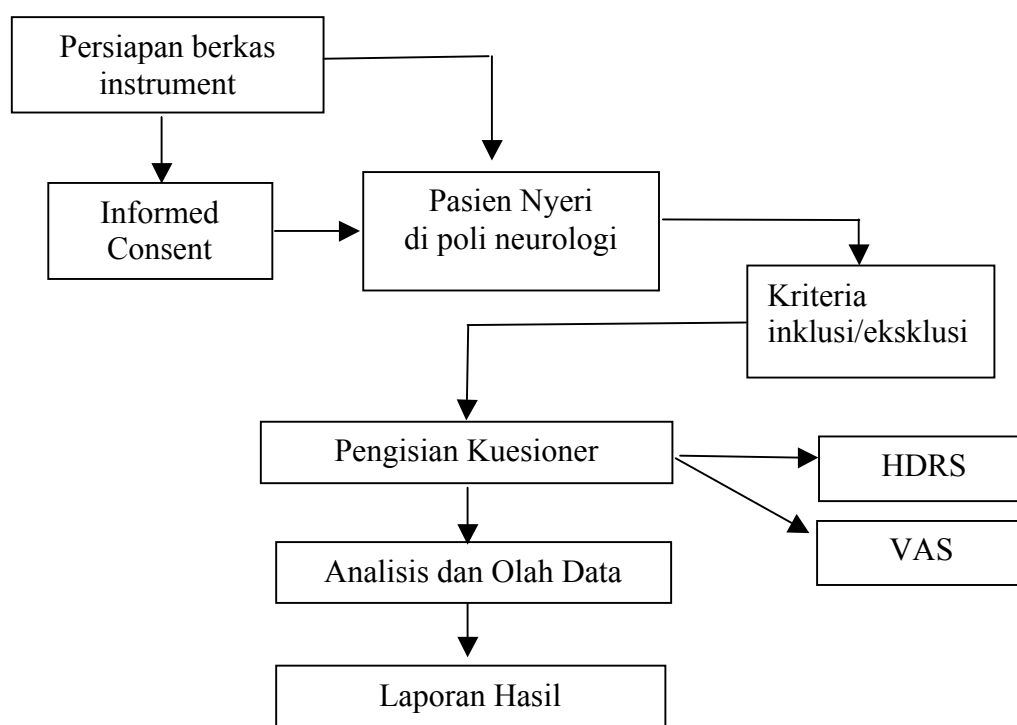 Persiapan berkas
instrument
Informed
Consent
Pasien Nyeri
di poli neurologi
Kriteria
inklusi/eksklusi
Pengisian Kuesioner
HDRS
VAS
Analisis dan Olah Data
Laporan Hasil